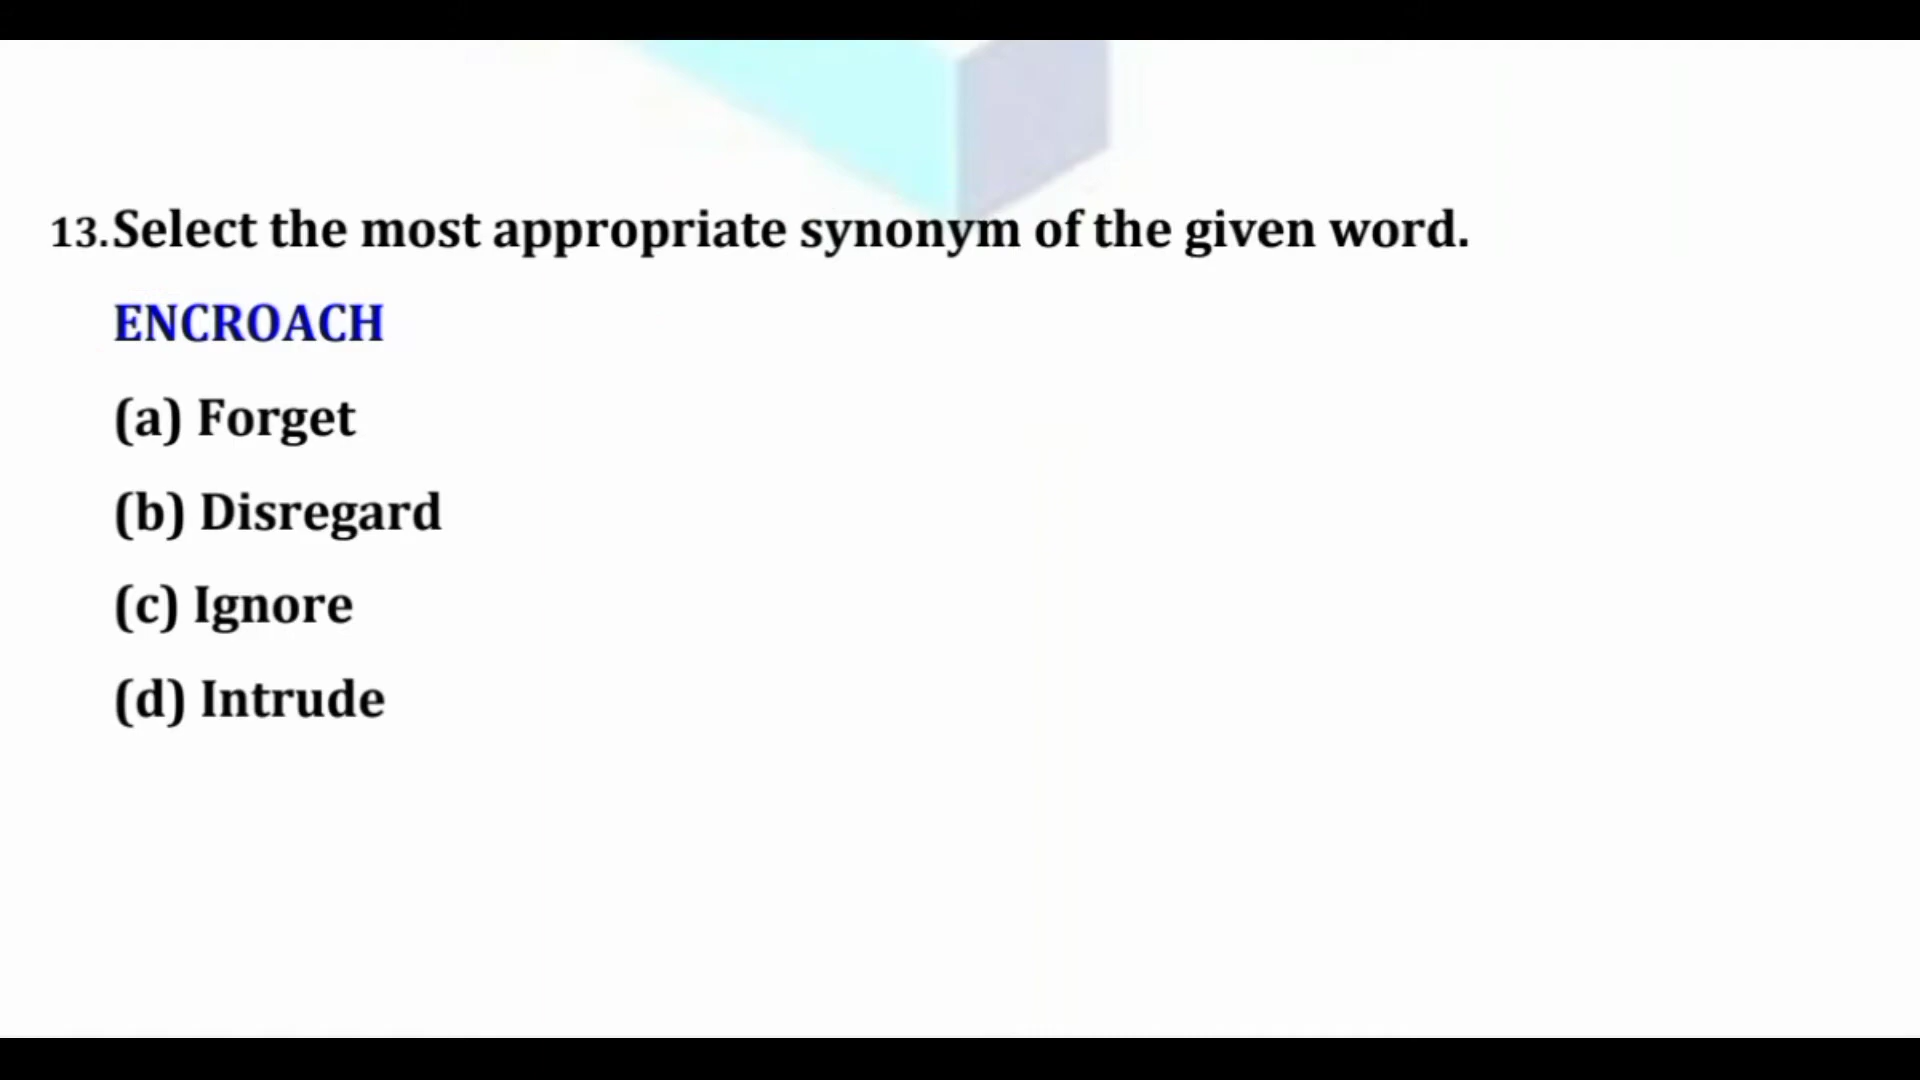 13.Select the most appropriate synonym of the given word.
ENCROACH
(a) Forget
(b) Disregard
(c) Ignore
(d) Intrude